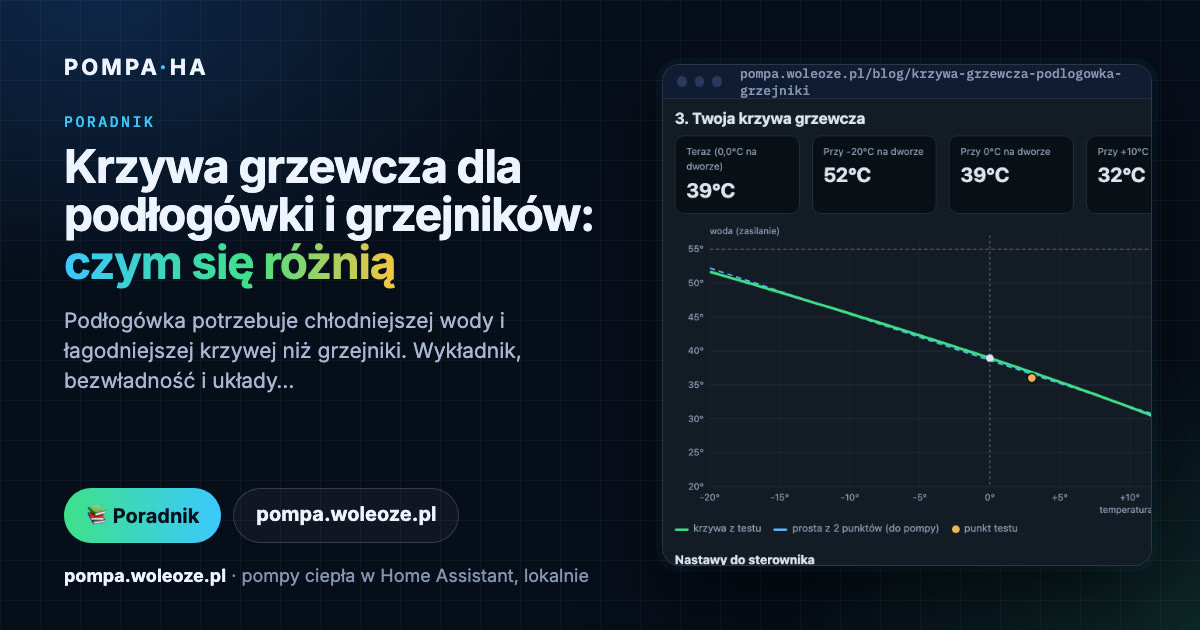 POMPA·HA
PORADNIK
Krzywa grzewcza dla
podłogówki i grzejników:
czym się różnią
Podłogówka potrzebuje chłodniejszej wody i
łagodniejszej krzywej niż grzejniki. Wykładnik,
bezwładność i układy...
📚 Poradnik
pompa.woleoze.pl
pompa.woleoze.pl · pompy ciepła w Home Assistant, lokalnie
pompa.woleoze.pl/blog/krzywa-grzewcza-podlogowka-
grzejniki
3. Twoja krzywa grzewcza
Teraz (0,0°C na
dworze)
39°C
Przy -20°C na dworze
52°C
Przy 0°C na dworze
39°C
Przy +10°C
32°C
woda (zasilanie)
55°
50°
45°
40°
35°
30°
25°
20°
-20° -15° -10° -5° 0° +5° +10°
temperatura
krzywa z testu prosta z 2 punktów (do pompy) punkt testu
Nastawy do sterownika